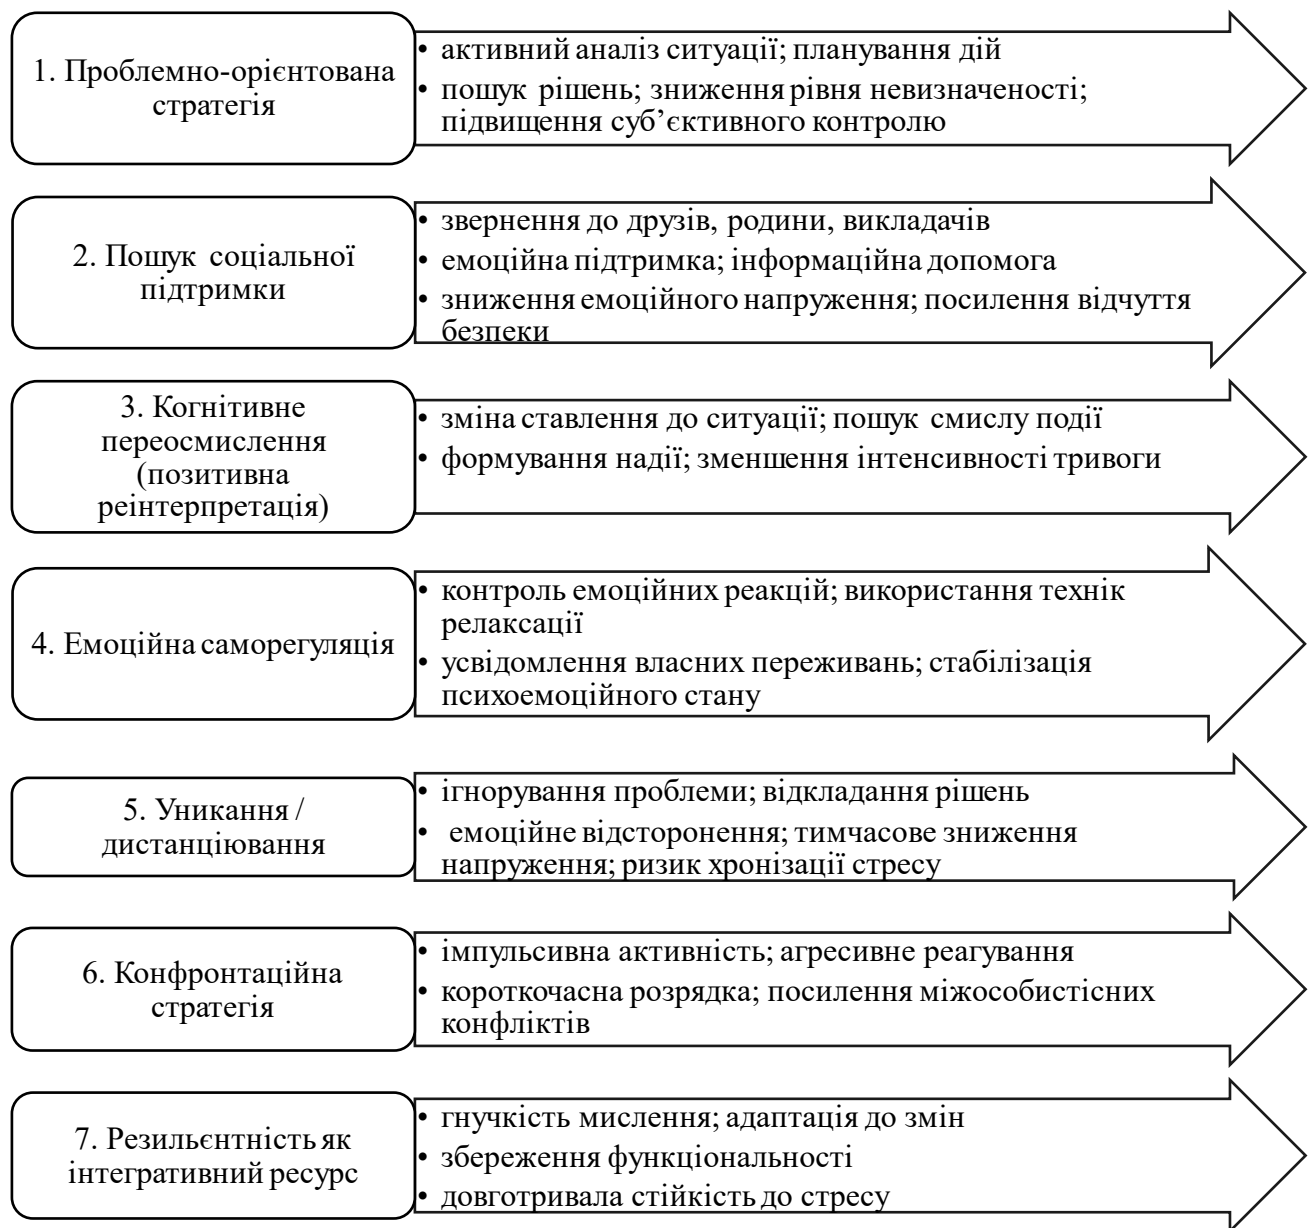 1. Проблемно-орієнтована
стратегія
• активний аналіз ситуації; планування дій
• пошук рішень; зниження рівня невизначеності;
підвищення суб’єктивного контролю
2. Пошук соціальної
підтримки
• звернення до друзів, родини, викладачів
• емоційна підтримка; інформаційна допомога
• зниження емоційного напруження; посилення відчуття
безпеки
3. Когнітивне
переосмислення
(позитивна
реінтерпретація)
• зміна ставлення до ситуації; пошук смислу події
• формування надії; зменшення інтенсивності тривоги
4. Емоційна саморегуляція
• контроль емоційних реакцій; використання технік
релаксації
• усвідомлення власних переживань; стабілізація
психоемоційного стану
5. Уникання /
дистанціювання
• ігнорування проблеми; відкладання рішень
• емоційне відсторонення; тимчасове зниження
напруження; ризик хронізації стресу
6. Конфронтаційна
стратегія
• імпульсивна активність; агресивне реагування
• короткочасна розрядка; посилення міжособистісних
конфліктів
7. Резильєнтність як
інтегративний ресурс
• гнучкість мислення; адаптація до змін
• збереження функціональності
• довготривала стійкість до стресу